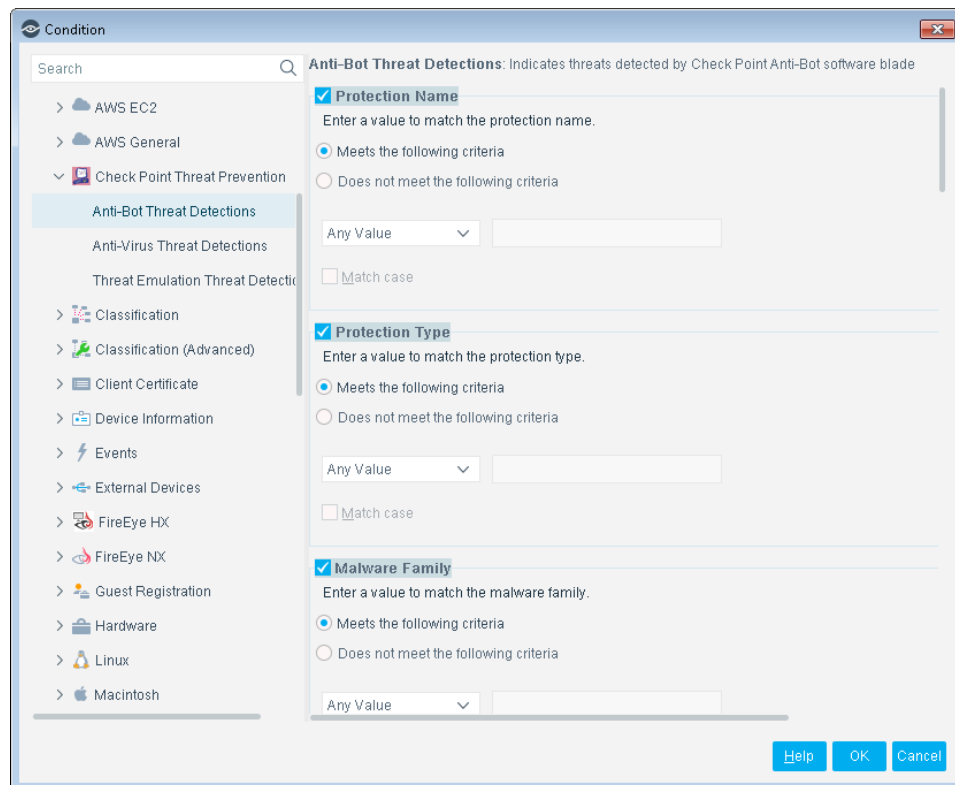 Condition
Search
AWS EC2
AWS General
Check Point Threat Prevention
Anti-Bot Threat Detections
Anti-Virus Threat Detections
Threat Emulation Threat Detectic
Classification
Classification (Advanced)
Client Certificate
Device Information
Events
External Devices
FireEye HX
FireEye NX
Guest Registration
Hardware
Linux
Macintosh
Anti-Bot Threat Detections: Indicates threats detected by Check Point Anti-Bot software blade
Protection Name
Enter a value to match the protection name.
Meets the following criteria
Does not meet the following criteria
Any Value
Match case
Protection Type
Enter a value to match the protection type.
Meets the following criteria
Does not meet the following criteria
Any Value
Match case
Malware Family
Enter a value to match the malware family.
Meets the following criteria
Does not meet the following criteria
Any Value
Help
OK
Cancel